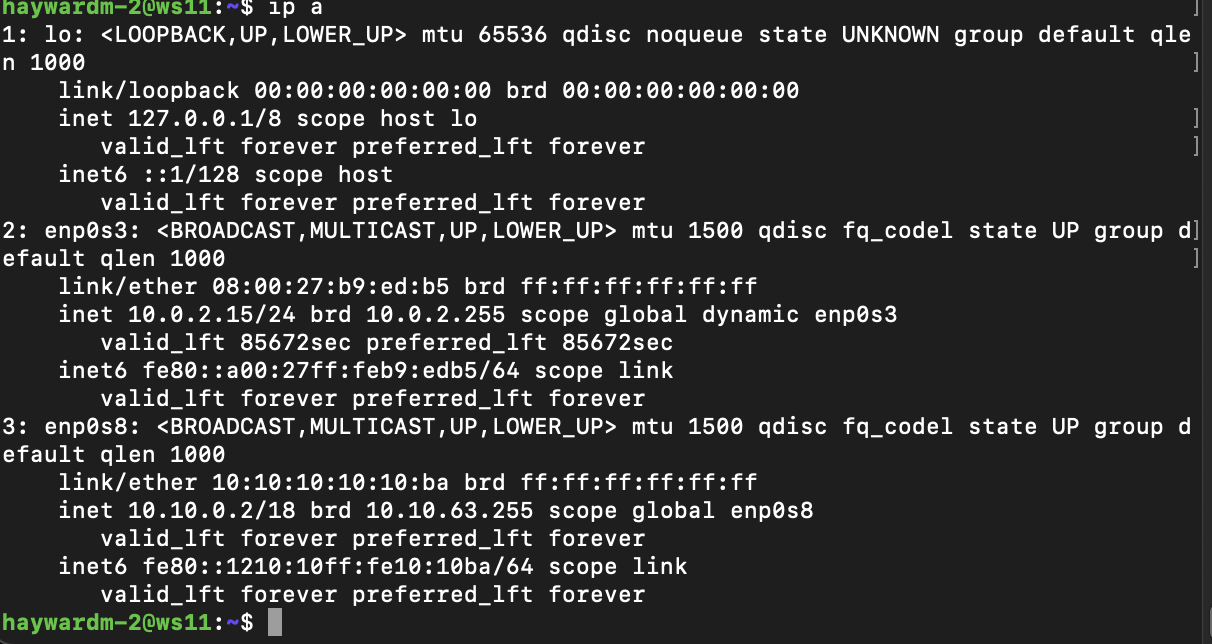 haywardm-2@ws11:~$ ip a ]
1: lo: <LOOPBACK,UP,LOWER_UP> mtu 65536 qdisc noqueue state UNKNOWN group default qle
n 1000 ]
    link/loopback 00:00:00:00:00:00 brd 00:00:00:00:00:00
    inet 127.0.0.1/8 scope host lo ]
       valid_lft forever preferred_lft forever ]
    inet6 ::1/128 scope host
       valid_lft forever preferred_lft forever
2: enp0s3: <BROADCAST,MULTICAST,UP,LOWER_UP> mtu 1500 qdisc fq_codel state UP group d]
efault qlen 1000 ]
    link/ether 08:00:27:b9:ed:b5 brd ff:ff:ff:ff:ff:ff
    inet 10.0.2.15/24 brd 10.0.2.255 scope global dynamic enp0s3
       valid_lft 85672sec preferred_lft 85672sec
    inet6 fe80::a00:27ff:feb9:edb5/64 scope link
       valid_lft forever preferred_lft forever
3: enp0s8: <BROADCAST,MULTICAST,UP,LOWER_UP> mtu 1500 qdisc fq_codel state UP group d
efault qlen 1000
    link/ether 10:10:10:10:10:ba brd ff:ff:ff:ff:ff:ff
    inet 10.10.0.2/18 brd 10.10.63.255 scope global enp0s8
       valid_lft forever preferred_lft forever
    inet6 fe80::1210:10ff:fe10:10ba/64 scope link
       valid_lft forever preferred_lft forever
haywardm-2@ws11:~$